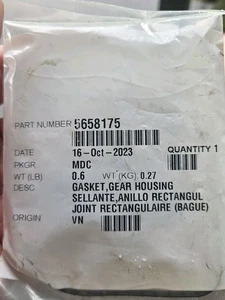 PART NUMBER 5658175
DATE 16-Oct-2023 QUANTITY 1
PKGR MDC
WT (LB) 0.6 WT (KG) 0.27
DESC GASKET,GEAR HOUSING
SELLANTE,ANILLO RECTANGUL
JOINT RECTANGULAIRE (BAGUE)
ORIGIN VN